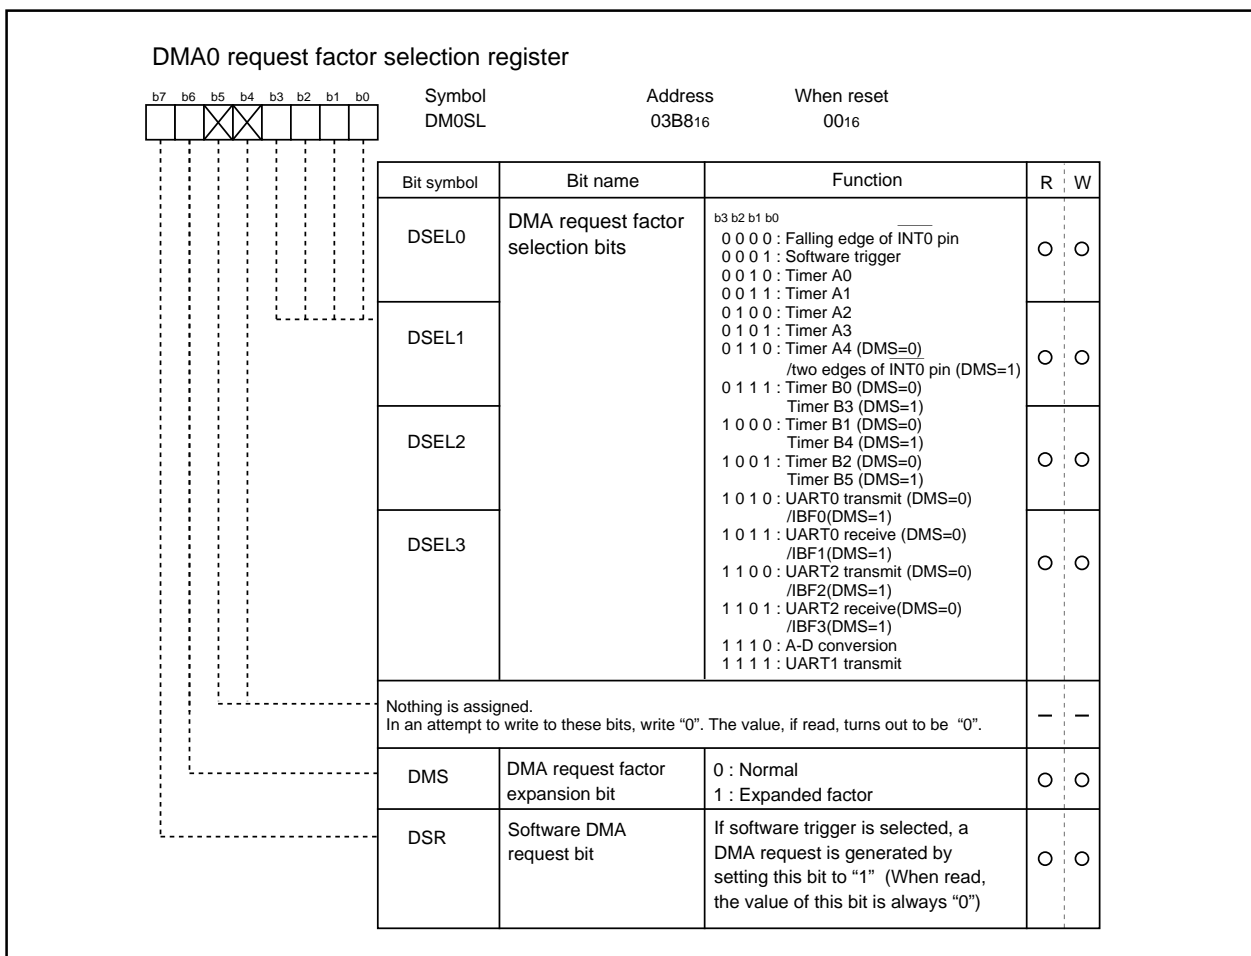 DMA0 request factor selection register
b7 b6 b5 b4 b3 b2 b1 b0
Symbol Address When reset
DM0SL 03B816 0016
Bit symbol Bit name Function R W
DSEL0
DMA request factor
selection bits
b3 b2 b1 b0
0 0 0 0 : Falling edge of INT0 pin
0 0 0 1 : Software trigger
0 0 1 0 : Timer A0
0 0 1 1 : Timer A1
0 1 0 0 : Timer A2
0 1 0 1 : Timer A3
0 1 1 0 : Timer A4 (DMS=0)
/two edges of INT0 pin (DMS=1)
0 1 1 1 : Timer B0 (DMS=0)
Timer B3 (DMS=1)
1 0 0 0 : Timer B1 (DMS=0)
Timer B4 (DMS=1)
1 0 0 1 : Timer B2 (DMS=0)
Timer B5 (DMS=1)
1 0 1 0 : UART0 transmit (DMS=0)
/IBF0(DMS=1)
1 0 1 1 : UART0 receive (DMS=0)
/IBF1(DMS=1)
1 1 0 0 : UART2 transmit (DMS=0)
/IBF2(DMS=1)
1 1 0 1 : UART2 receive(DMS=0)
/IBF3(DMS=1)
1 1 1 0 : A-D conversion
1 1 1 1 : UART1 transmit
DSEL1
DSEL2
DSEL3
Nothing is assigned.
In an attempt to write to these bits, write “0”. The value, if read, turns out to be “0”.
DMS
DMA request factor
expansion bit
0 : Normal
1 : Expanded factor
DSR
Software DMA
request bit
If software trigger is selected, a
DMA request is generated by
setting this bit to “1” (When read,
the value of this bit is always “0”)